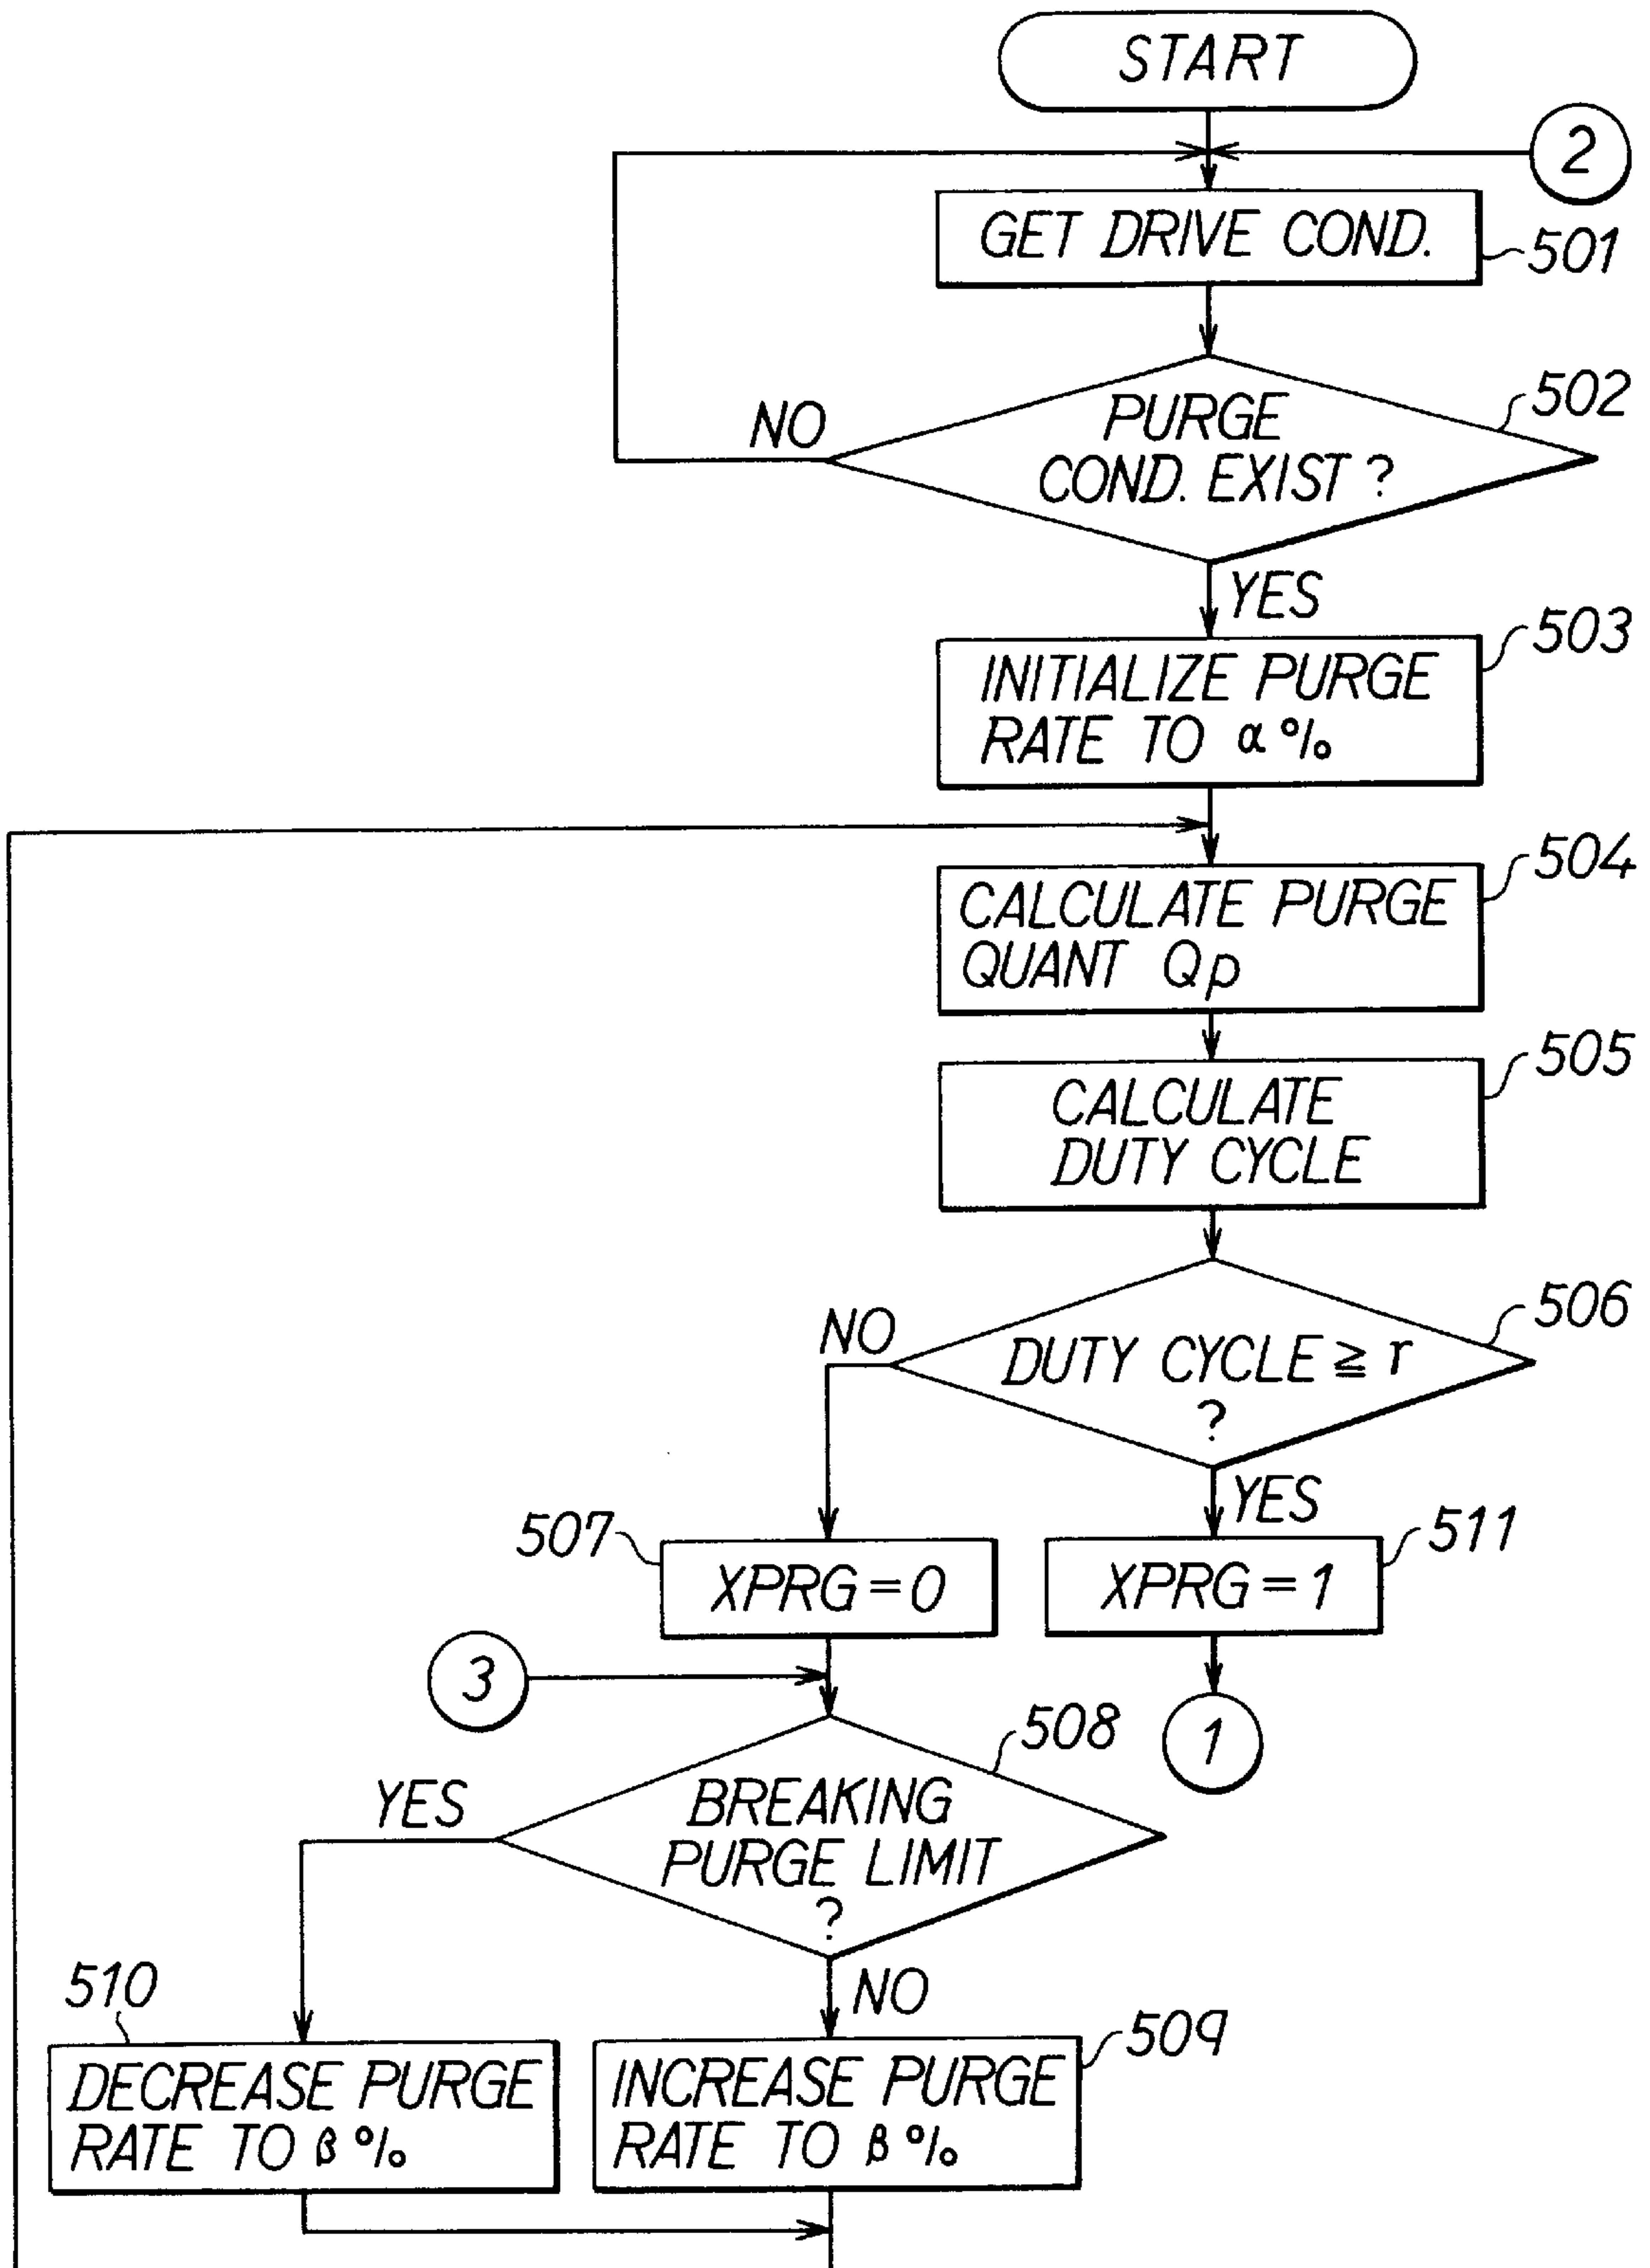 START
2
GET DRIVE COND.
501
502
NO
PURGE
COND. EXIST ?
YES
503
INITIALIZE PURGE
RATE TO α %
504
CALCULATE PURGE
QUANT Qp
505
CALCULATE
DUTY CYCLE
506
NO
DUTY CYCLE ≧ r
?
YES
507
XPRG = 0
511
XPRG = 1
3
1
508
YES
BREAKING
PURGE LIMIT
?
NO
510
DECREASE PURGE
RATE TO β %
509
INCREASE PURGE
RATE TO β %